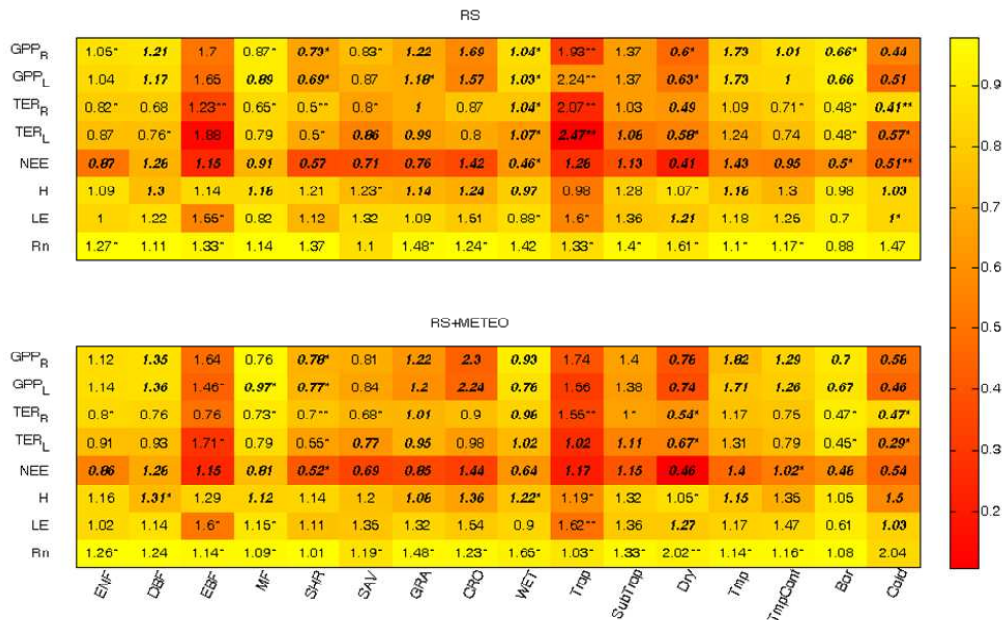 RS
GPP_R 1.05* 1.21 1.7 0.87* 0.73* 0.83* 1.22 1.69 1.04* 1.93** 1.37 0.6* 1.73 1.01 0.66* 0.44
GPP_L 1.04 1.17 1.65 0.89 0.69* 0.87 1.18* 1.57 1.03* 2.24** 1.37 0.63* 1.73 1 0.66 0.51
0.9
TER_R 0.82* 0.68 1.23** 0.65* 0.5** 0.8* 1 0.87 1.04* 2.07** 1.03 0.49 1.09 0.71* 0.48* 0.41**
TER_L 0.87 0.76* 1.88 0.79 0.5* 0.86 0.99 0.8 1.07* 2.47** 1.08 0.58* 1.24 0.74 0.48* 0.57*
0.8
NEE 0.87 1.28 1.15 0.91 0.57 0.71 0.76 1.42 0.46* 1.28 1.13 0.41 1.43 0.95 0.5* 0.51**
H 1.09 1.3 1.14 1.18 1.21 1.23* 1.14 1.24 0.97 0.98 1.28 1.07* 1.18 1.3 0.98 1.03
0.7
LE 1 1.22 1.55* 0.82 1.12 1.32 1.09 1.51 0.88* 1.6* 1.36 1.21 1.18 1.25 0.7 1*
Rn 1.27* 1.11 1.33* 1.14 1.37 1.1 1.48* 1.24* 1.42 1.33* 1.4* 1.61* 1.1* 1.17* 0.88 1.47
0.6
0.5
RS+METEO
GPP_R 1.12 1.35 1.64 0.76 0.78* 0.81 1.22 2.3 0.93 1.74 1.4 0.78 1.82 1.29 0.7 0.58
0.4
GPP_L 1.14 1.36 1.46* 0.97* 0.77* 0.84 1.2 2.24 0.78 1.56 1.38 0.74 1.71 1.26 0.67 0.46
TER_R 0.8* 0.76 0.76 0.73* 0.7** 0.68* 1.01 0.9 0.96 1.55** 1* 0.54* 1.17 0.75 0.47* 0.47*
0.3
TER_L 0.91 0.93 1.71* 0.79 0.55* 0.77 0.95 0.98 1.02 1.02 1.11 0.67* 1.31 0.79 0.45* 0.29*
NEE 0.86 1.28 1.15 0.81 0.52* 0.69 0.85 1.44 0.64 1.17 1.15 0.46 1.4 1.02* 0.48 0.54
0.2
H 1.16 1.31* 1.29 1.12 1.14 1.2 1.08 1.36 1.22* 1.19* 1.32 1.05* 1.15 1.35 1.05 1.5
LE 1.02 1.14 1.6* 1.15* 1.11 1.35 1.32 1.54 0.9 1.62** 1.36 1.27 1.17 1.47 0.61 1.03
Rn 1.26* 1.24 1.14* 1.09* 1.01 1.19* 1.48* 1.23* 1.65* 1.03* 1.33* 2.02** 1.14* 1.16* 1.08 2.04
ENF DBF EBF MF SHR SAV GRA CRO WET Trop SubTrop Dry Tmp TmpCont Bor Cold